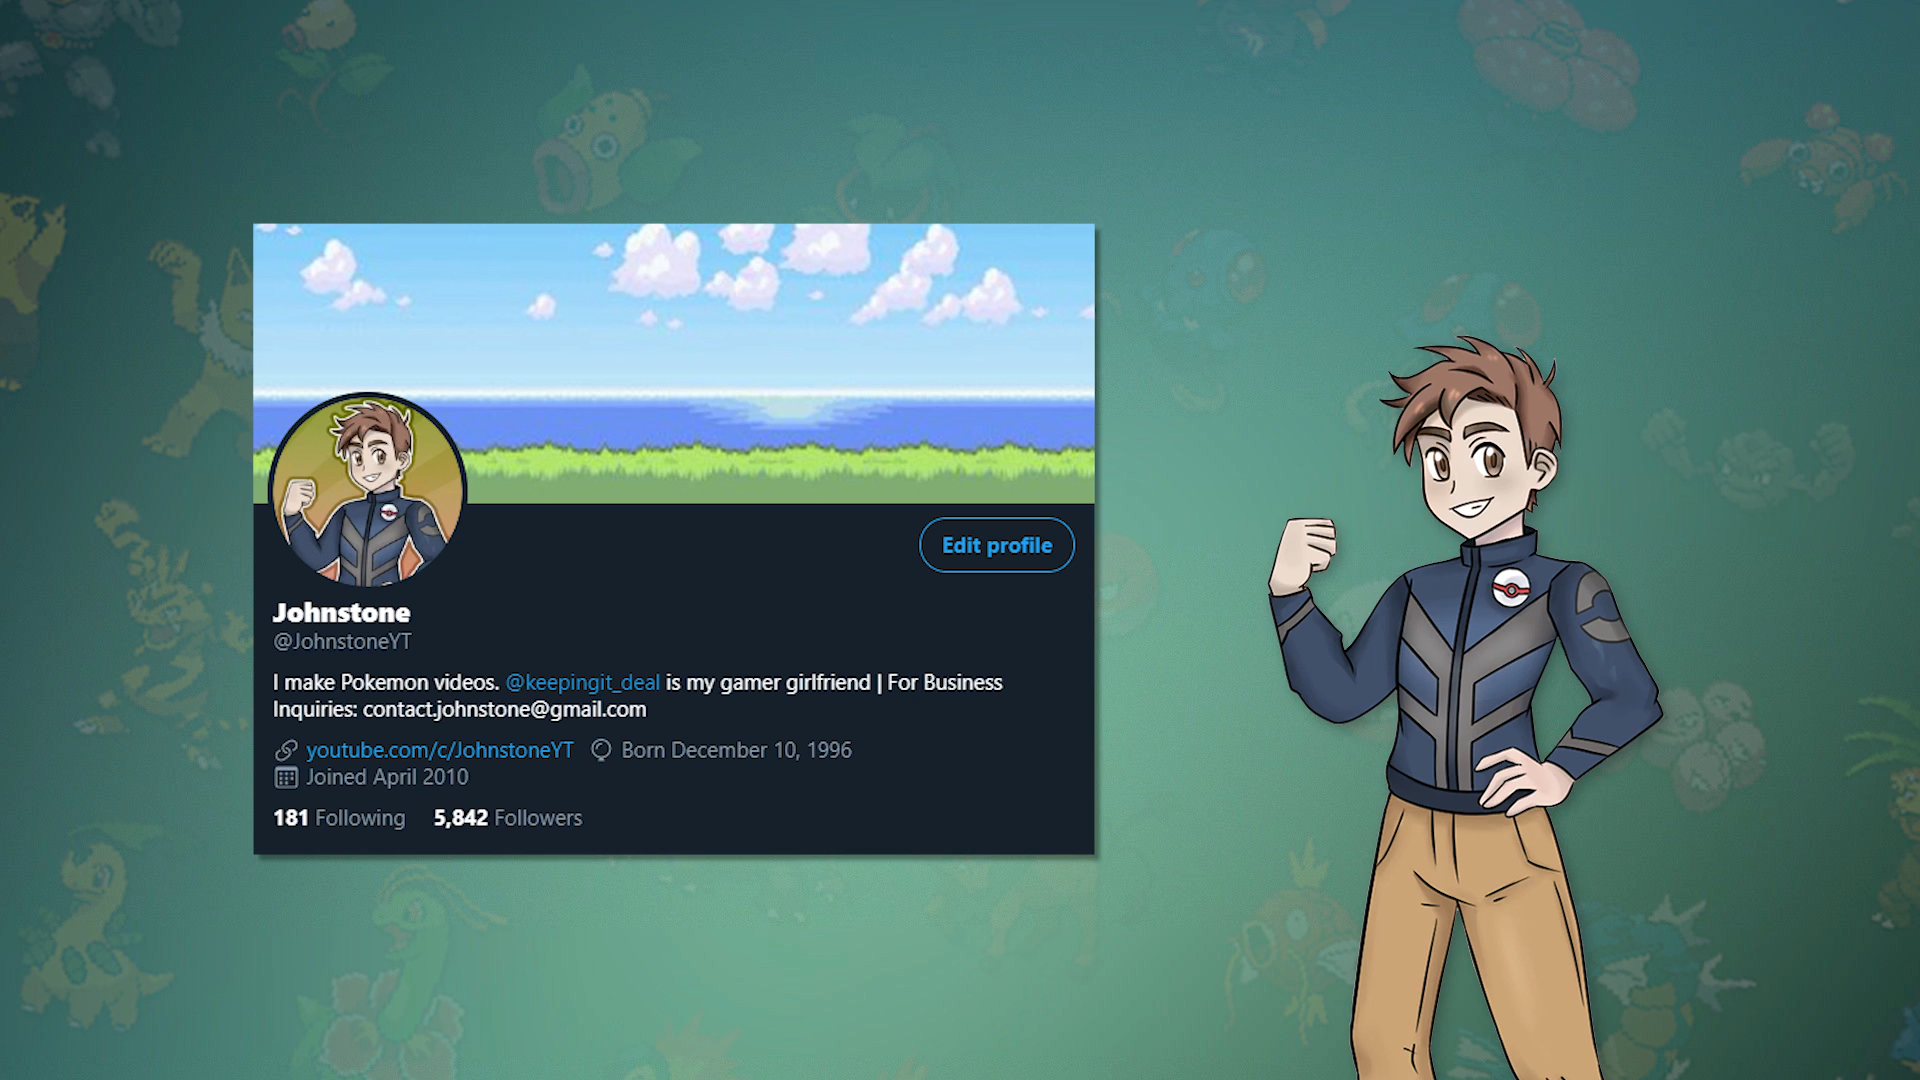 Edit profile
Johnstone
@JohnstoneYT
I make Pokemon videos. @keepingit_deal is my gamer girlfriend | For Business
Inquiries: contact.johnstone@gmail.com
youtube.com/c/JohnstoneYT Born December 10, 1996
Joined April 2010
181 Following 5,842 Followers